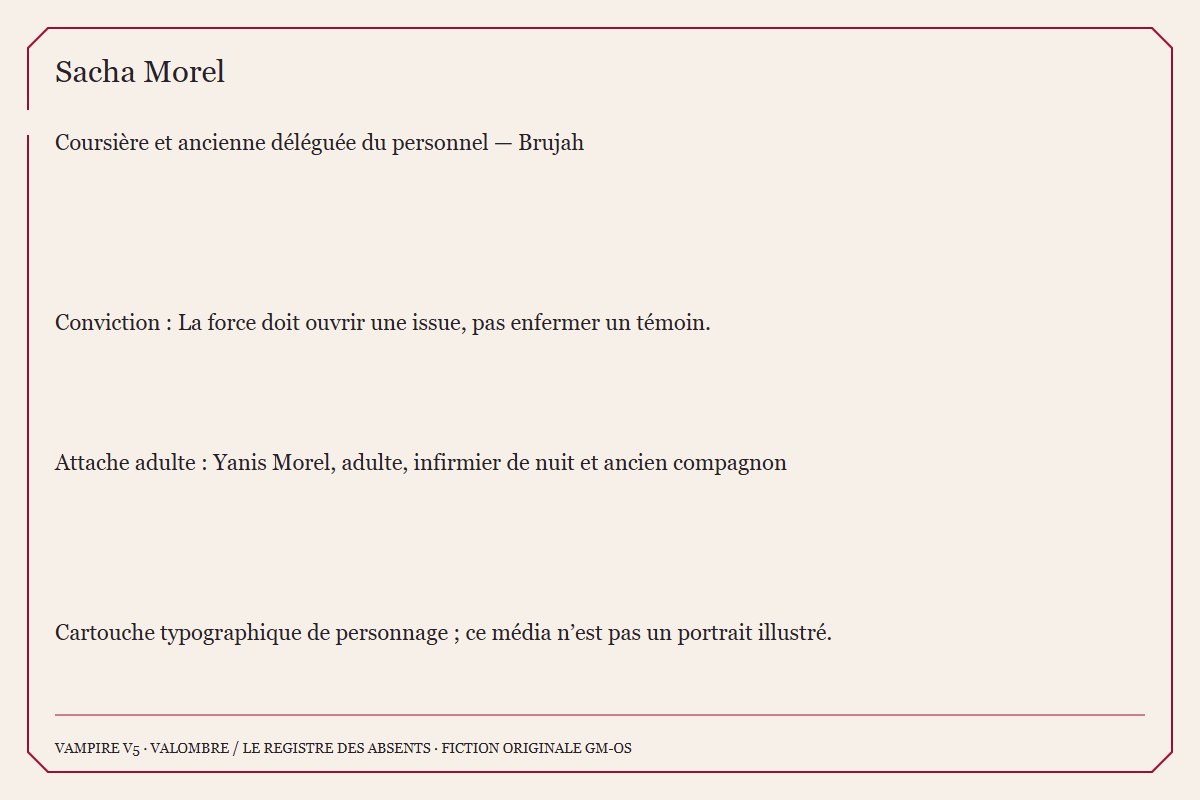 Sacha Morel
Coursière et ancienne déléguée du personnel — Brujah
Conviction : La force doit ouvrir une issue, pas enfermer un témoin.
Attache adulte : Yanis Morel, adulte, infirmier de nuit et ancien compagnon
Cartouche typographique de personnage ; ce média n’est pas un portrait illustré.
VAMPIRE V5 · VALOMBRE / LE REGISTRE DES ABSENTS · FICTION ORIGINALE GM-OS